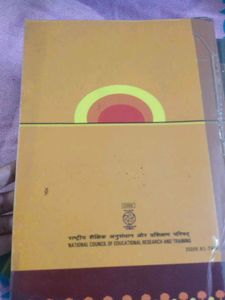 राष्ट्रीय शैक्षिक अनुसंधान और प्रशिक्षण परिषद्
NATIONAL COUNCIL OF EDUCATIONAL RESEARCH AND TRAINING